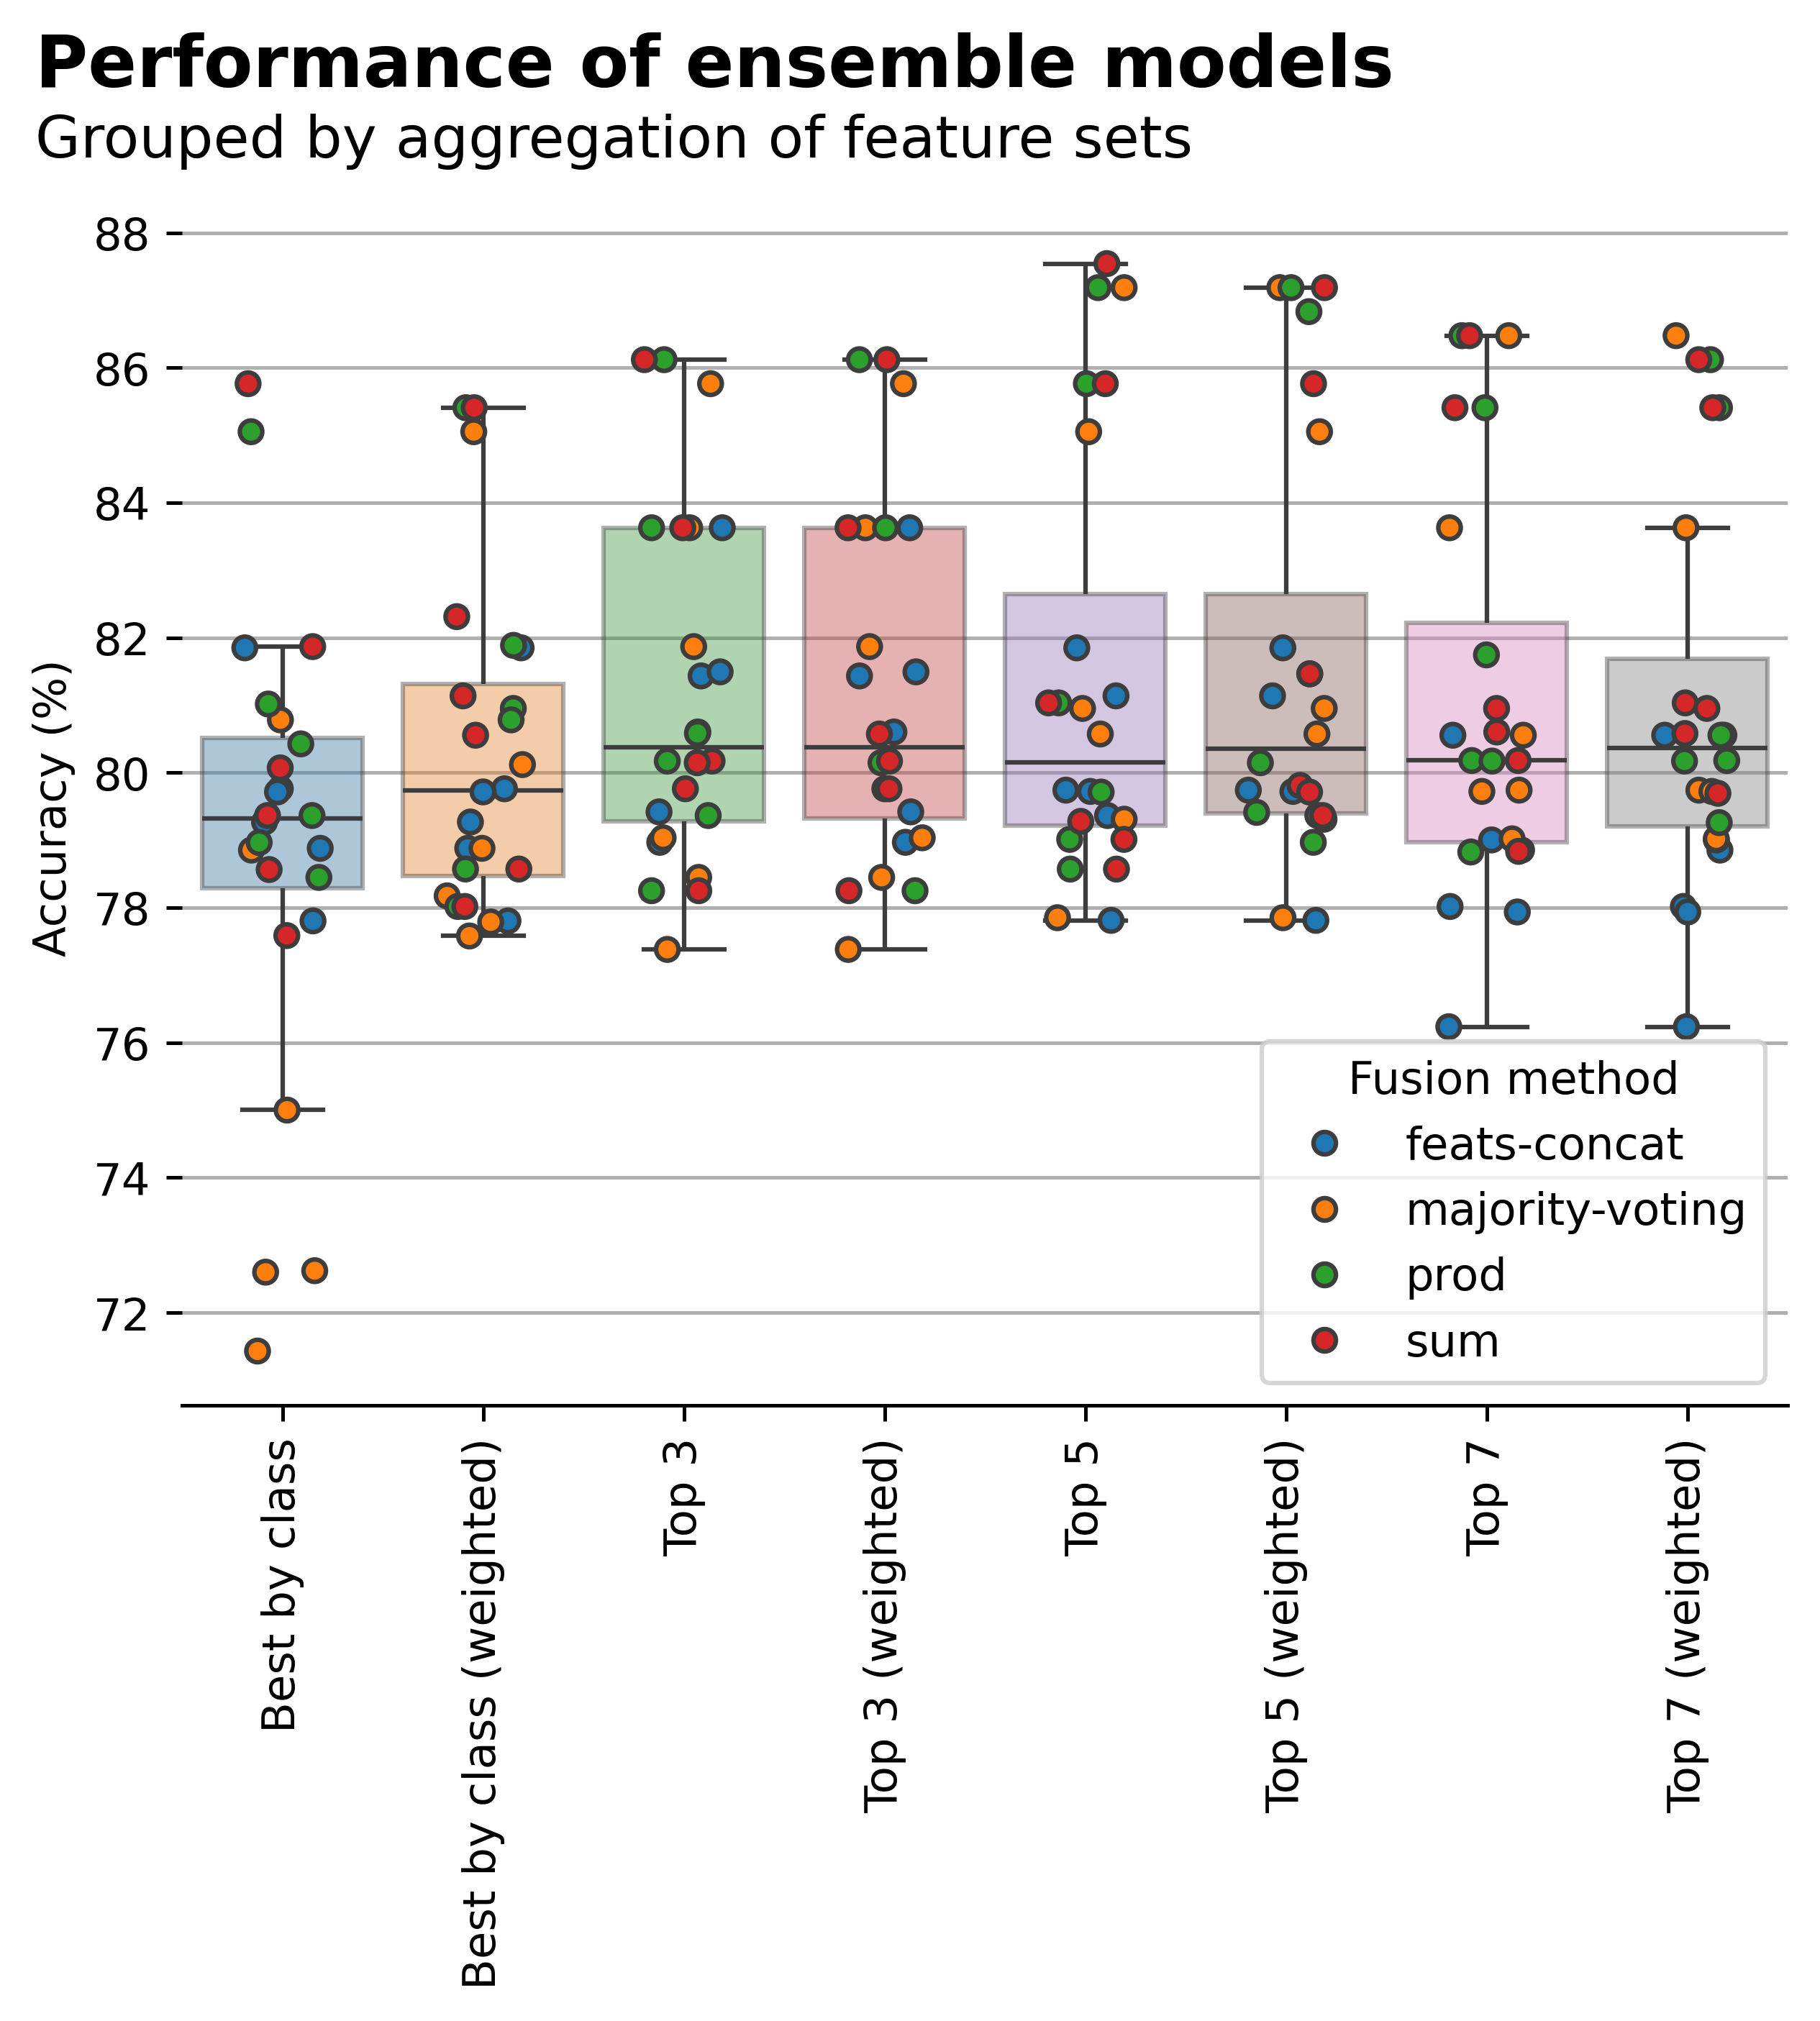 Performance of ensemble models
Grouped by aggregation of feature sets
Accuracy (%)
88
86
84
82
80
78
76
74
72
Fusion method
feats-concat
majority-voting
prod
sum
Best by class
Best by class (weighted)
Top 3
Top 3 (weighted)
Top 5
Top 5 (weighted)
Top 7
Top 7 (weighted)